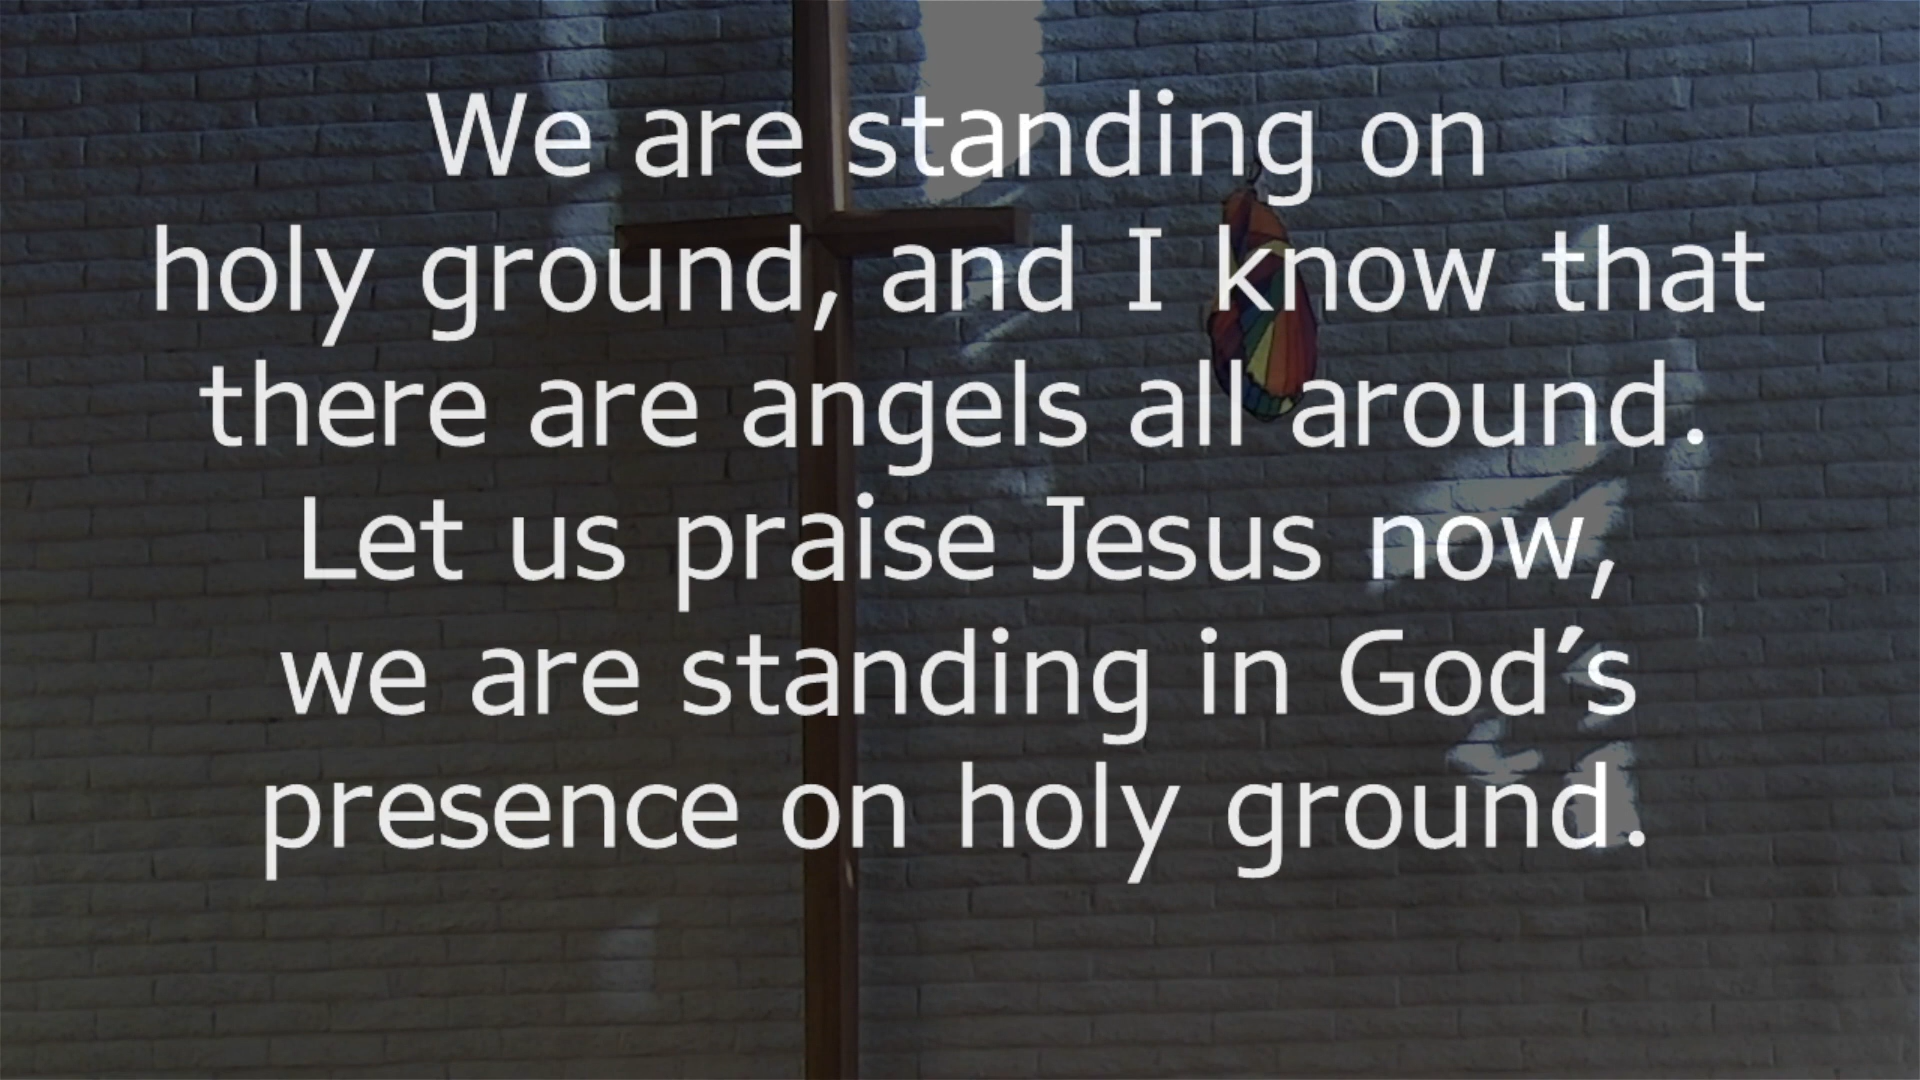 We are standing on
holy ground, and I know that
there are angels all around.
Let us praise Jesus now,
we are standing in God’s
presence on holy ground.